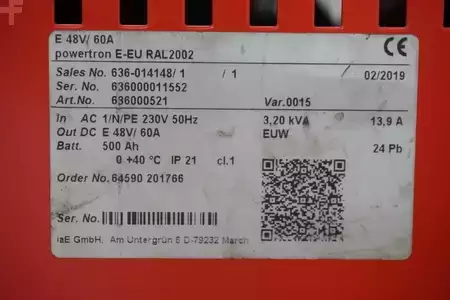 E 48V/ 60A
powertron E-EU RAL2002
Sales No. 636-014148/ 1 / 1 02/2019
Ser. No. 636000011552
Art.No. 636000521 Var.0015
In AC 1/N/PE 230V 50Hz 3,20 kVA 13,9 A
Out DC E 48V/ 60A EUW
Batt. 500 Ah 24 Pb
0 +40 °C IP 21 cl.1
Order No. 64590 201766
Ser. No.
iaE GmbH, Am Untergrün 8 D-79232 March